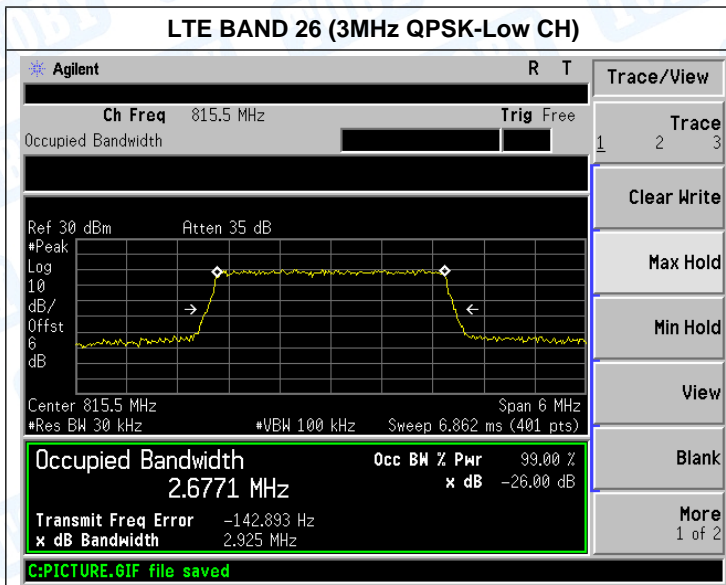 LTE BAND 26 (3MHz QPSK-Low CH)
Agilent R T
Ch Freq 815.5 MHz Trig Free
Occupied Bandwidth
Ref 30 dBm Atten 35 dB
#Peak
Log
10
dB/
Offst
6
dB
Center 815.5 MHz Span 6 MHz
#Res BW 30 kHz #VBW 100 kHz Sweep 6.862 ms (401 pts)
Occupied Bandwidth Occ BW % Pwr 99.00 %
2.6771 MHz x dB -26.00 dB
Transmit Freq Error -142.893 Hz
x dB Bandwidth 2.925 MHz
C:PICTURE.GIF file saved
Trace/View
Trace
1 2 3
Clear Write
Max Hold
Min Hold
View
Blank
More
1 of 2